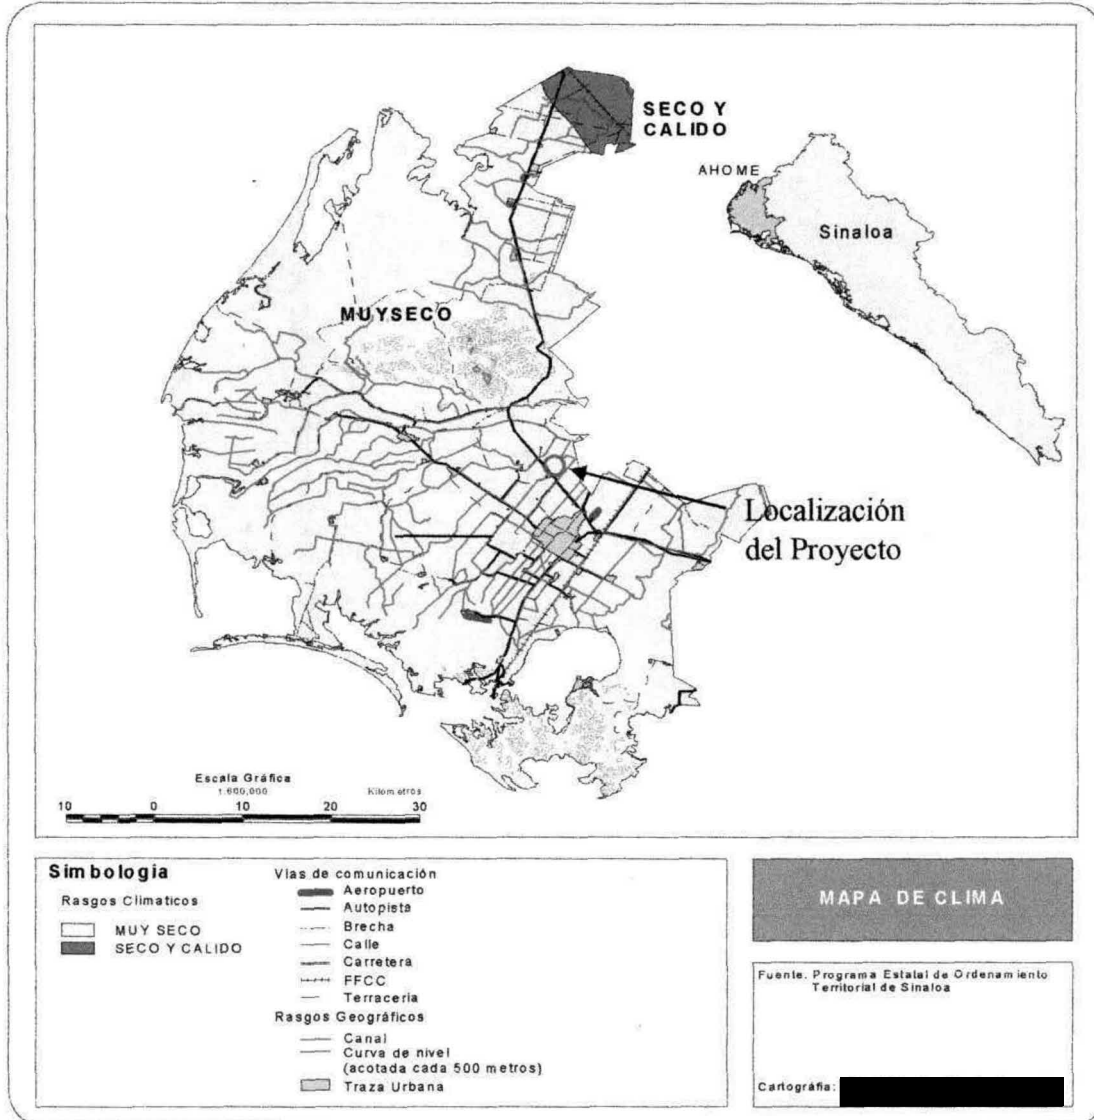 SECO Y
CALIDO
AHOME
Sinaloa
MUYSECO
Localización
del Proyecto
Escala Gráfica
1:600,000 Kilometros
10 0 10 20 30
Simbologia
Rasgos Climaticos
MUY SECO
SECO Y CALIDO
Vías de comunicación
Aeropuerto
Autopista
Brecha
Calle
Carretera
FFCC
Terraceria
Rasgos Geográficos
Canal
Curva de nivel
(acotada cada 500 metros)
Traza Urbana
MAPA DE CLIMA
Fuente. Programa Estatal de Ordenamiento
Territorial de Sinaloa
Cartográfia: